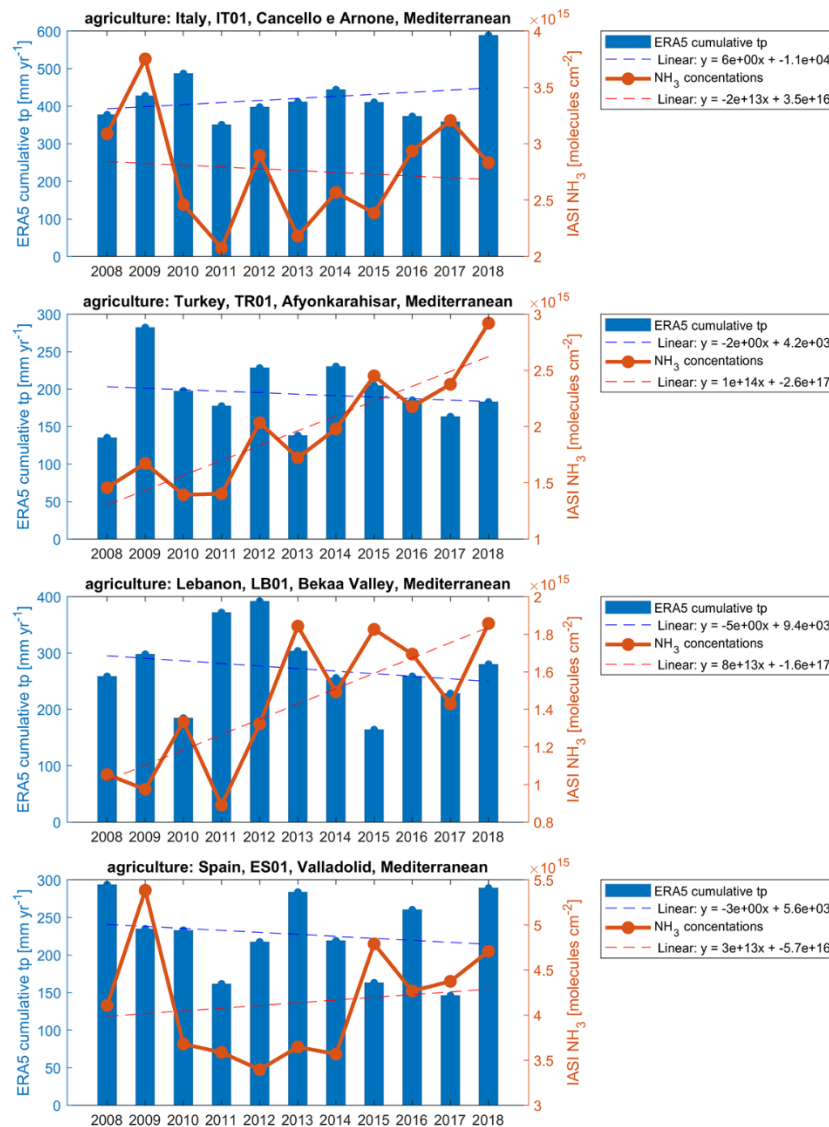 agriculture: Italy, IT01, Cancello e Arnone, Mediterranean
×10^15
600
500
400
300
200
100
0
ERA5 cumulative tp [mm yr^-1]
4
3.5
3
2.5
2
IASI NH_3 [molecules cm^-2]
2008 2009 2010 2011 2012 2013 2014 2015 2016 2017 2018
ERA5 cumulative tp
Linear: y = 6e+00x + -1.1e+04
NH_3 concentations
Linear: y = -2e+13x + 3.5e+16
agriculture: Turkey, TR01, Afyonkarahisar, Mediterranean
×10^15
300
250
200
150
100
50
0
ERA5 cumulative tp [mm yr^-1]
3
2.5
2
1.5
1
IASI NH_3 [molecules cm^-2]
2008 2009 2010 2011 2012 2013 2014 2015 2016 2017 2018
ERA5 cumulative tp
Linear: y = -2e+00x + 4.2e+03
NH_3 concentations
Linear: y = 1e+14x + -2.6e+17
agriculture: Lebanon, LB01, Bekaa Valley, Mediterranean
×10^15
400
300
200
100
0
ERA5 cumulative tp [mm yr^-1]
2
1.8
1.6
1.4
1.2
1
0.8
IASI NH_3 [molecules cm^-2]
2008 2009 2010 2011 2012 2013 2014 2015 2016 2017 2018
ERA5 cumulative tp
Linear: y = -5e+00x + 9.4e+03
NH_3 concentations
Linear: y = 8e+13x + -1.6e+17
agriculture: Spain, ES01, Valladolid, Mediterranean
×10^15
300
250
200
150
100
50
0
ERA5 cumulative tp [mm yr^-1]
5.5
5
4.5
4
3.5
3
IASI NH_3 [molecules cm^-2]
2008 2009 2010 2011 2012 2013 2014 2015 2016 2017 2018
ERA5 cumulative tp
Linear: y = -3e+00x + 5.6e+03
NH_3 concentations
Linear: y = 3e+13x + -5.7e+16